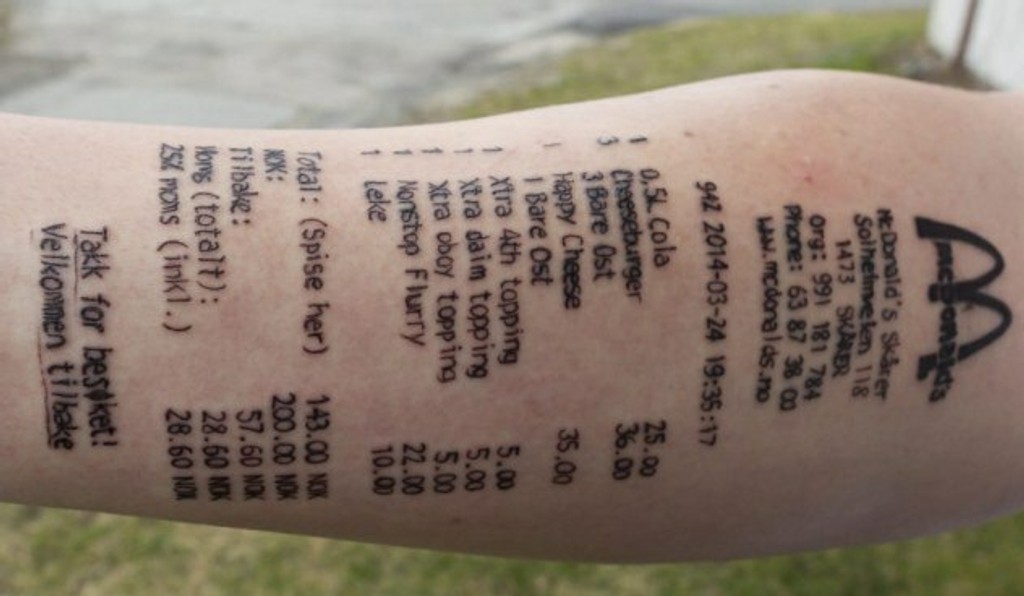 McDonald's
McDonald's Skårer
Solheimveien 118
1473 SKÅRER
Org: 991 181 784
Phone: 63 87 38 00
www.mcdonalds.no
942 2014-03-24 19:35:17
1 0.5L Cola 25.00
3 Cheeseburger 36.00
3 Bare Ost
1 Happy Cheese 35.00
1 Bare Ost
1 Xtra 4th topping 5.00
1 Xtra daim topping 5.00
1 Xtra oboy topping 5.00
1 Nonstop Flurry 22.00
1 Leke 10.00
Total: (Spise her) 143.00 NOK
NOK: 200.00 NOK
Tilbake: 57.60 NOK
Moms (totalt): 28.60 NOK
25% moms (inkl.) 28.60 NOK
Takk for besøket!
Velkommen tilbake